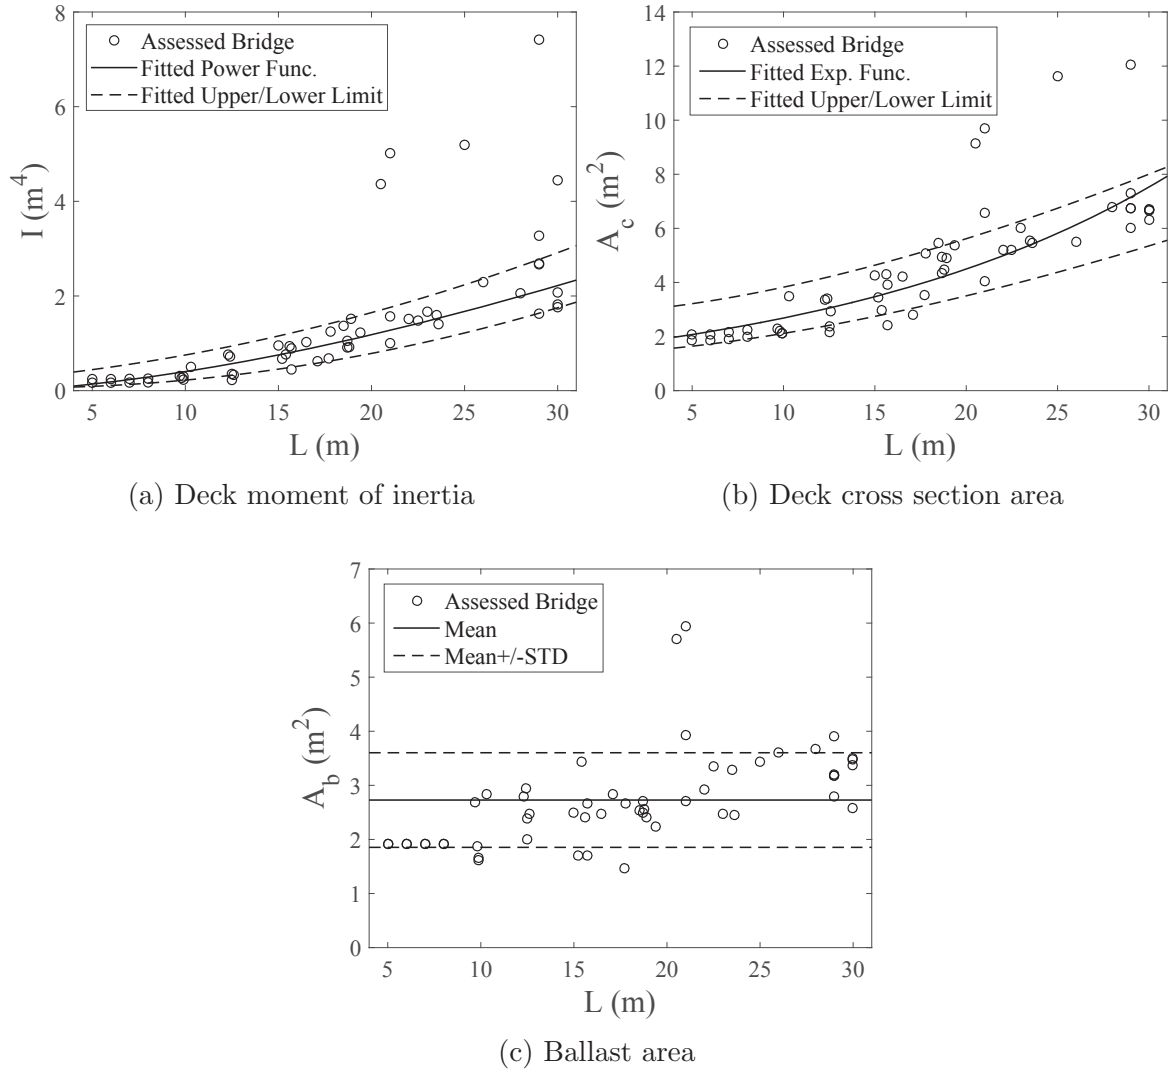 8
6
4
2
0
I (m4)
Assessed Bridge
Fitted Power Func.
Fitted Upper/Lower Limit
5 10 15 20 25 30
L (m)
(a) Deck moment of inertia
14
12
10
8
6
4
2
0
A_c (m2)
Assessed Bridge
Fitted Exp. Func.
Fitted Upper/Lower Limit
5 10 15 20 25 30
L (m)
(b) Deck cross section area
7
6
5
4
3
2
1
0
A_b (m2)
Assessed Bridge
Mean
Mean+/-STD
5 10 15 20 25 30
L (m)
(c) Ballast area